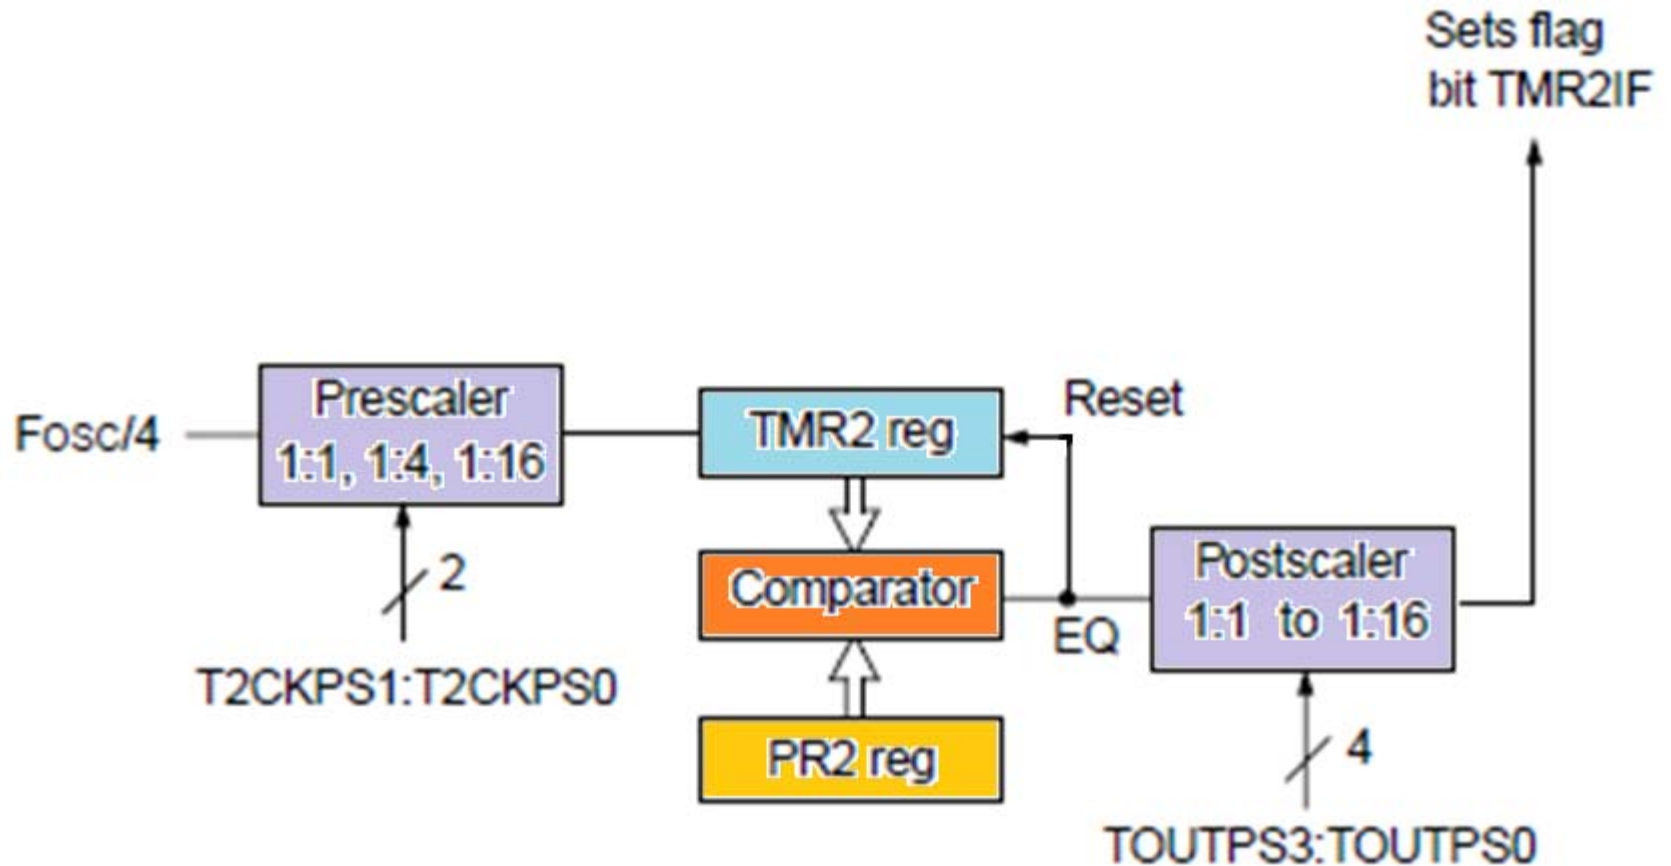 Sets flag
bit TMR2IF
Fosc/4
Prescaler
1:1, 1:4, 1:16
TMR2 reg
Reset
2
Comparator
EQ
Postscaler
1:1 to 1:16
T2CKPS1:T2CKPS0
PR2 reg
4
TOUTPS3:TOUTPS0